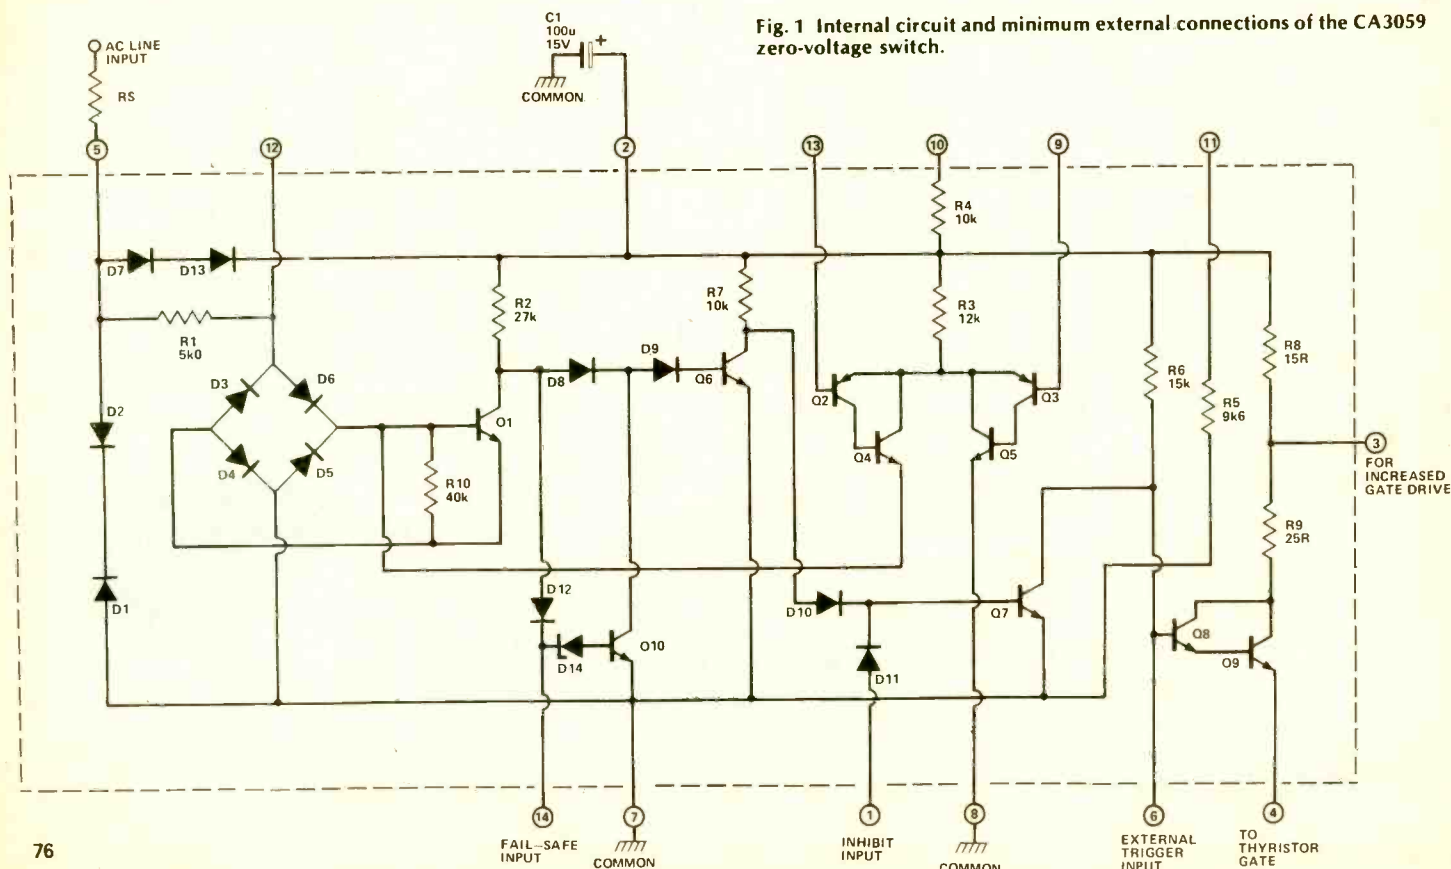 Fig. 1 Internal circuit and minimum external connections of the CA3059
zero-voltage switch.
AC LINE
INPUT
RS
C1
100u
15V
+
COMMON
5
12
2
13
10
9
11
R4
10k
D7
D13
R1
5k0
R2
27k
R7
10k
R3
12k
R6
15k
R5
9k6
R8
15R
3
FOR
INCREASED
GATE DRIVE
D3
D6
D2
D4
D5
O1
R10
40k
D8
D9
Q6
Q2
Q3
Q4
Q5
R9
25R
D1
D12
D14
O10
D10
D11
Q7
Q8
O9
14
FAIL-SAFE
INPUT
7
COMMON
1
INHIBIT
INPUT
8
COMMON
6
EXTERNAL
TRIGGER
INPUT
4
TO
THYRISTOR
GATE
76